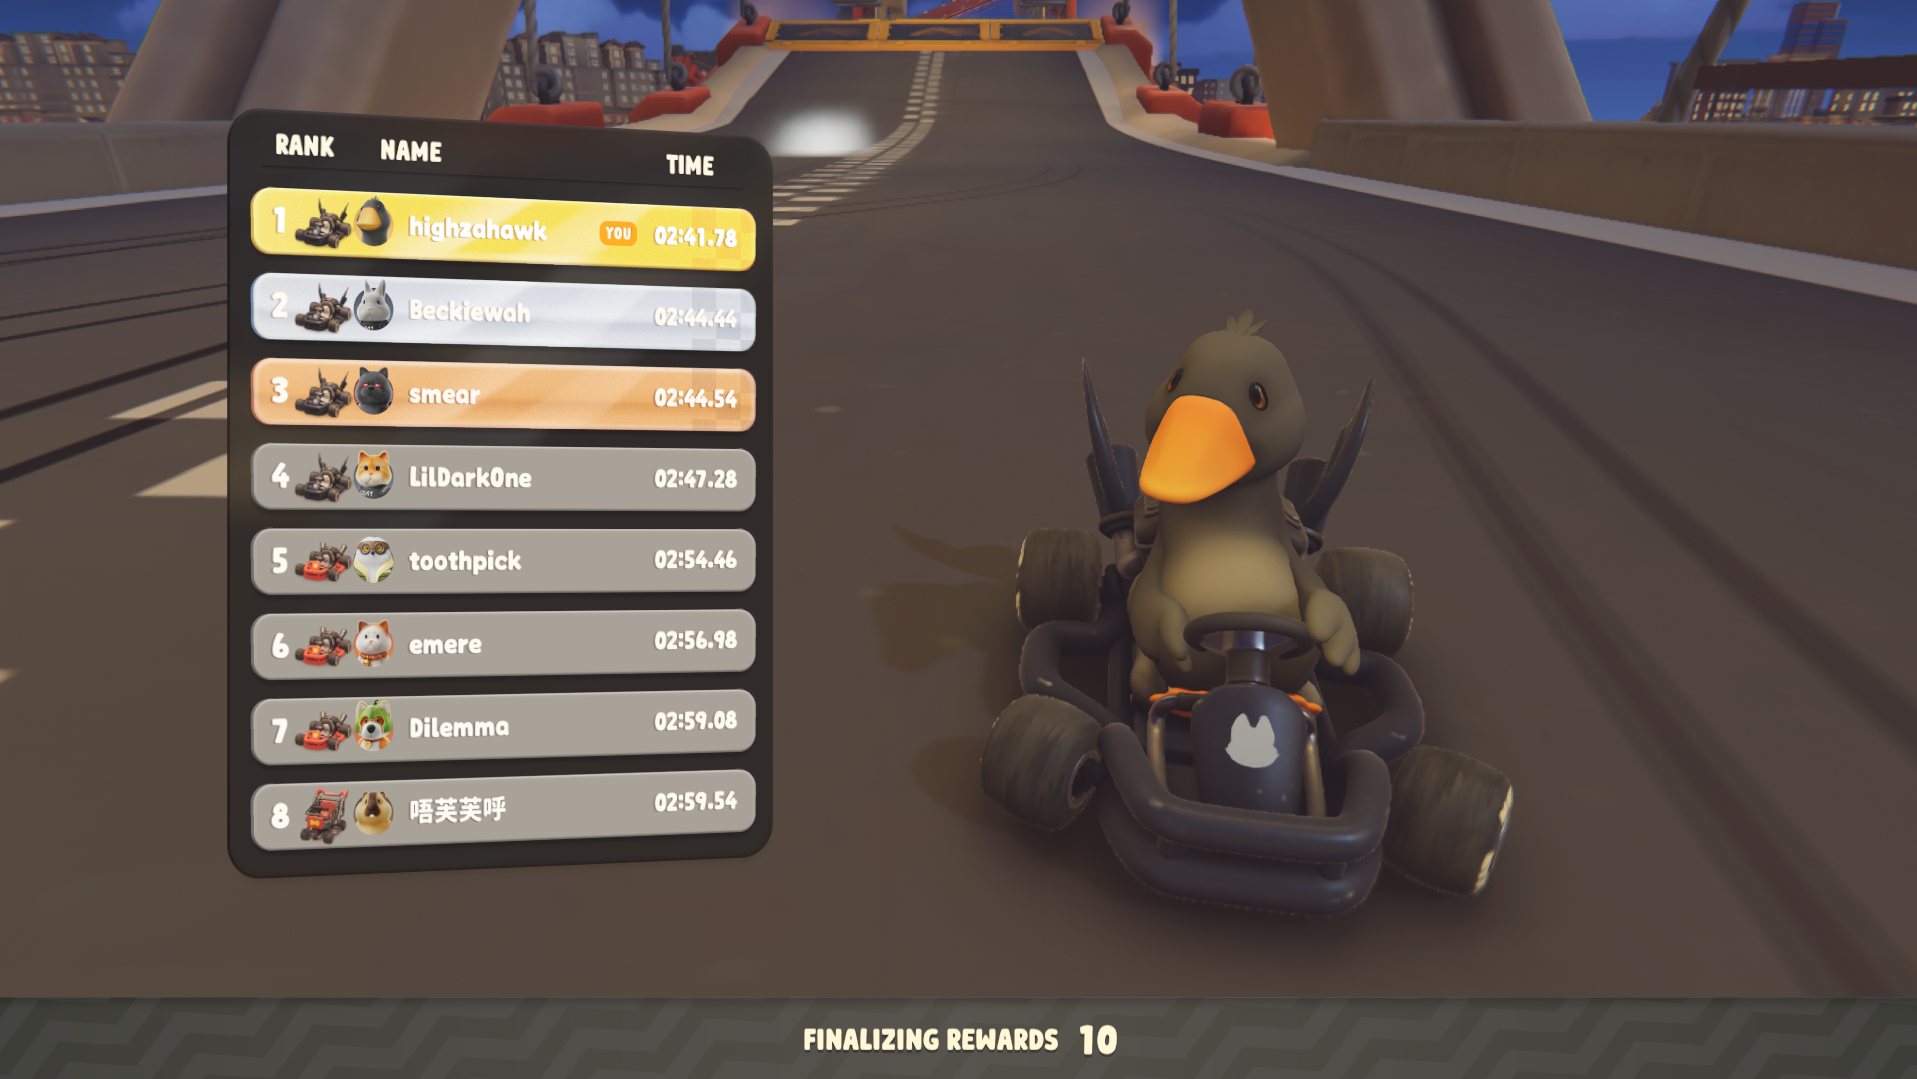 RANK NAME TIME
1 highzahawk YOU 02:41.78
2 Beckiewah 02:44.44
3 smear 02:44.54
4 LilDarkOne 02:47.28
5 toothpick 02:54.46
6 emere 02:56.98
7 Dilemma 02:59.08
8 唔芙芙呼 02:59.54
FINALIZING REWARDS 10